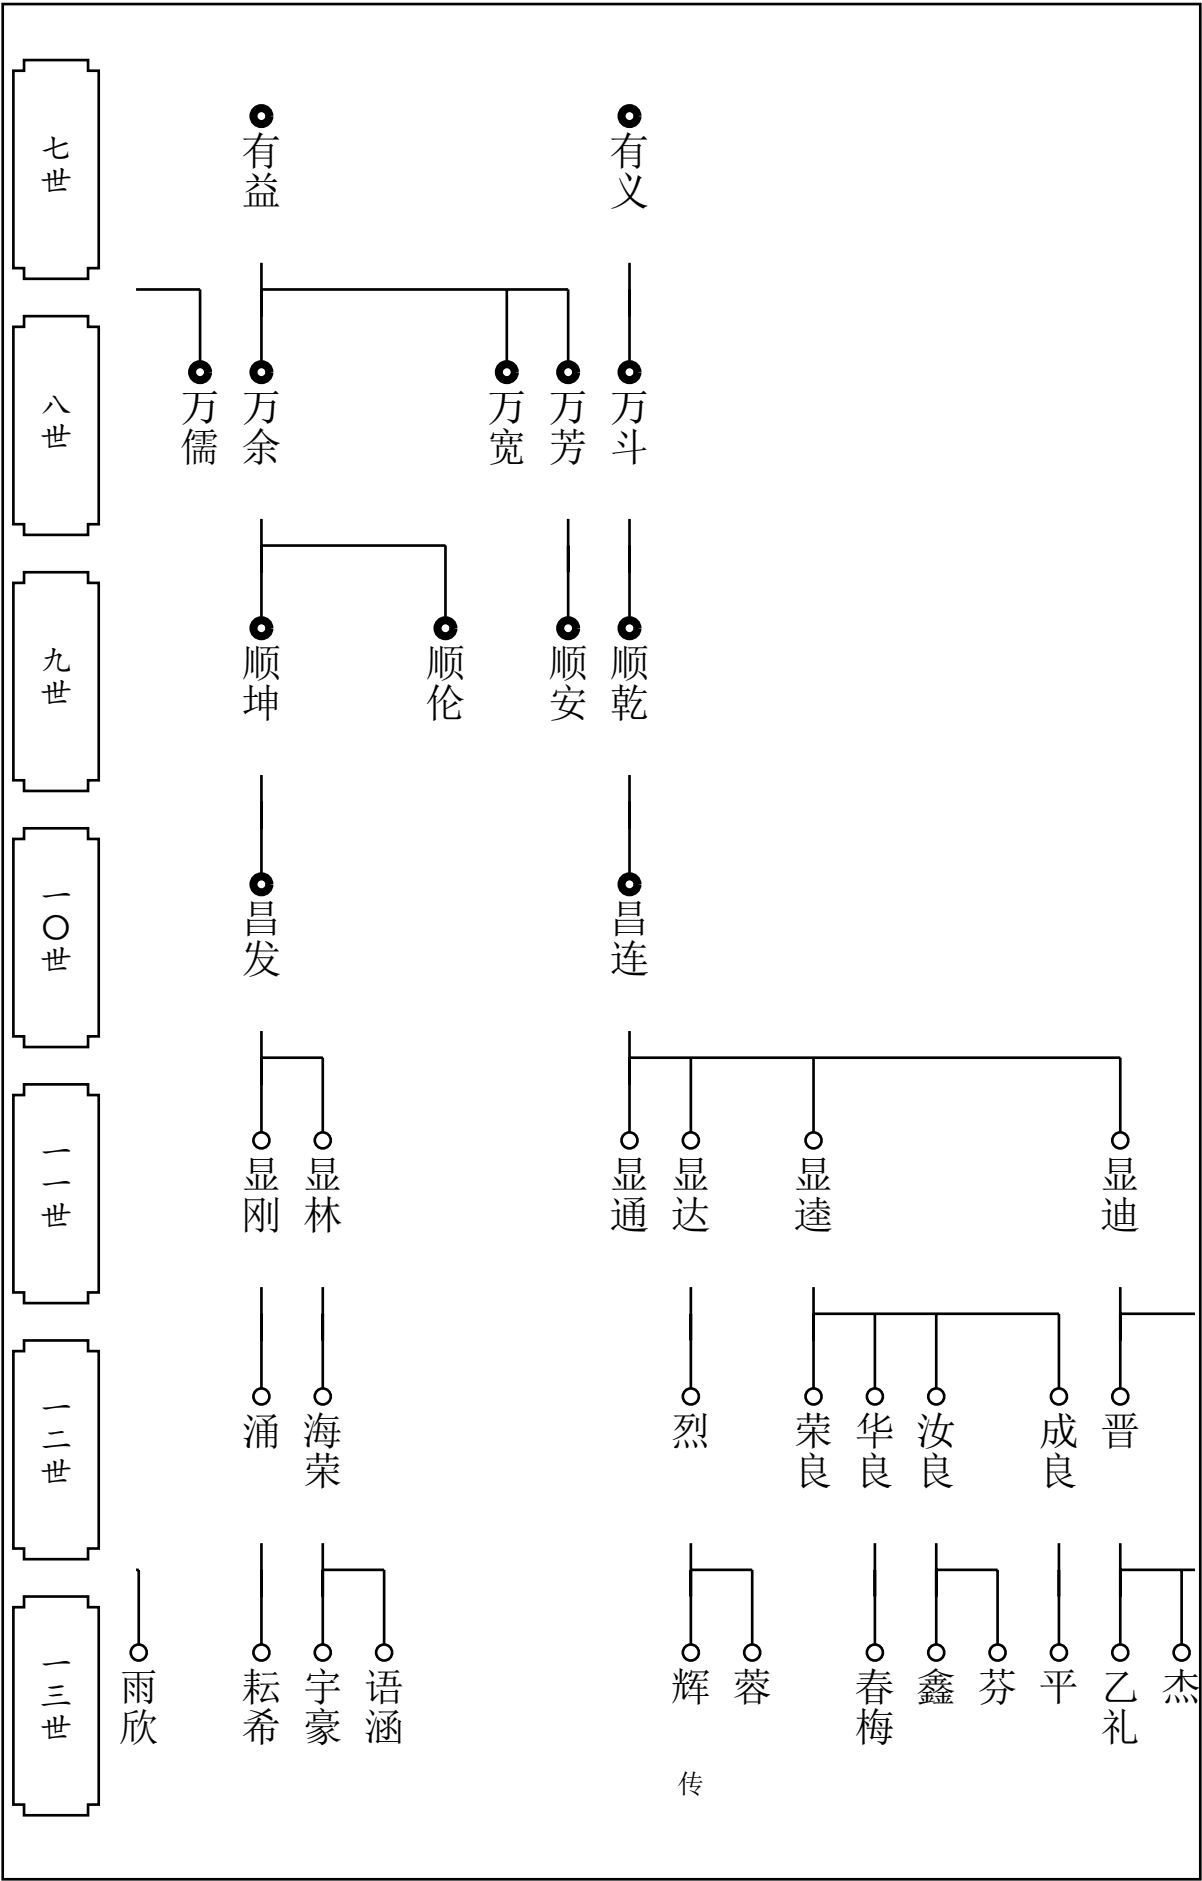 七世
有益
有义
八世
万儒
万余
万宽
万芳
万斗
九世
顺坤
顺伦
顺安
顺乾
一〇世
昌发
昌连
一一世
显刚
显林
显通
显达
显逵
显迪
一二世
涌
海荣
烈
荣良
华良
汝良
成良
晋
一三世
雨欣
耘希
宇豪
语涵
辉
蓉
春梅
鑫
芬
平
乙礼
杰
传